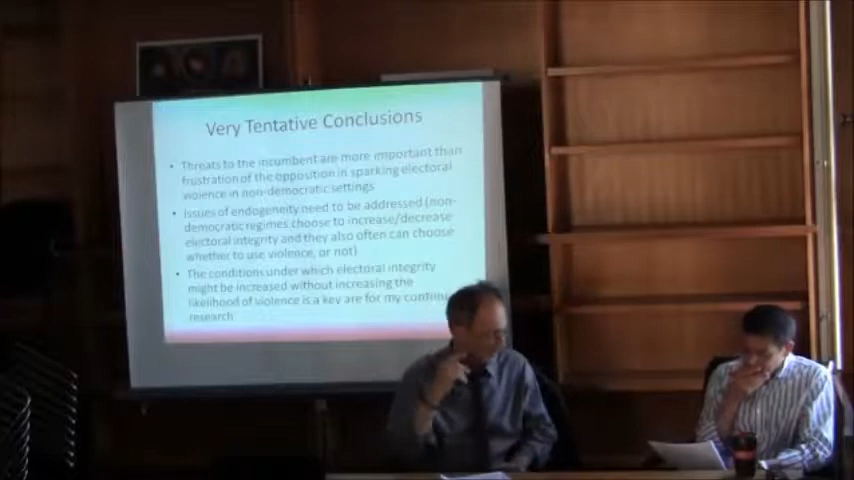 Very Tentative Conclusions
• Threats to the incumbent are more important than
frustration of the opposition in sparking electoral
violence in non-democratic settings
• Issues of endogeneity need to be addressed (non-
democratic regimes choose to increase/decrease
electoral integrity and they also often can choose
whether to use violence, or not)
• The conditions under which electoral integrity
might be increased without increasing the
likelihood of violence is a key are for my continu
research